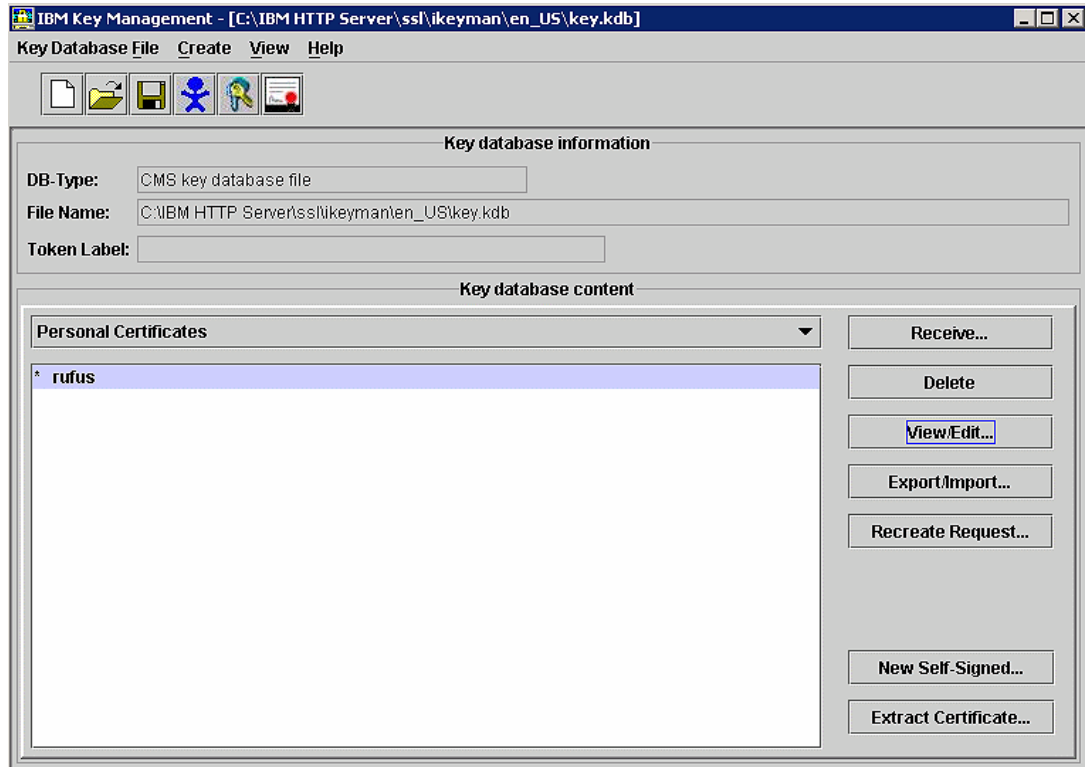 IBM Key Management - [C:\IBM HTTP Server\ssl\ikeyman\en_US\key.kdb]
Key Database File Create View Help
Key database information
DB-Type: CMS key database file
File Name: C:\IBM HTTP Server\ssl\ikeyman\en_US\key.kdb
Token Label:
Key database content
Personal Certificates
Receive...
* rufus
Delete
View/Edit...
Export/Import...
Recreate Request...
New Self-Signed...
Extract Certificate...